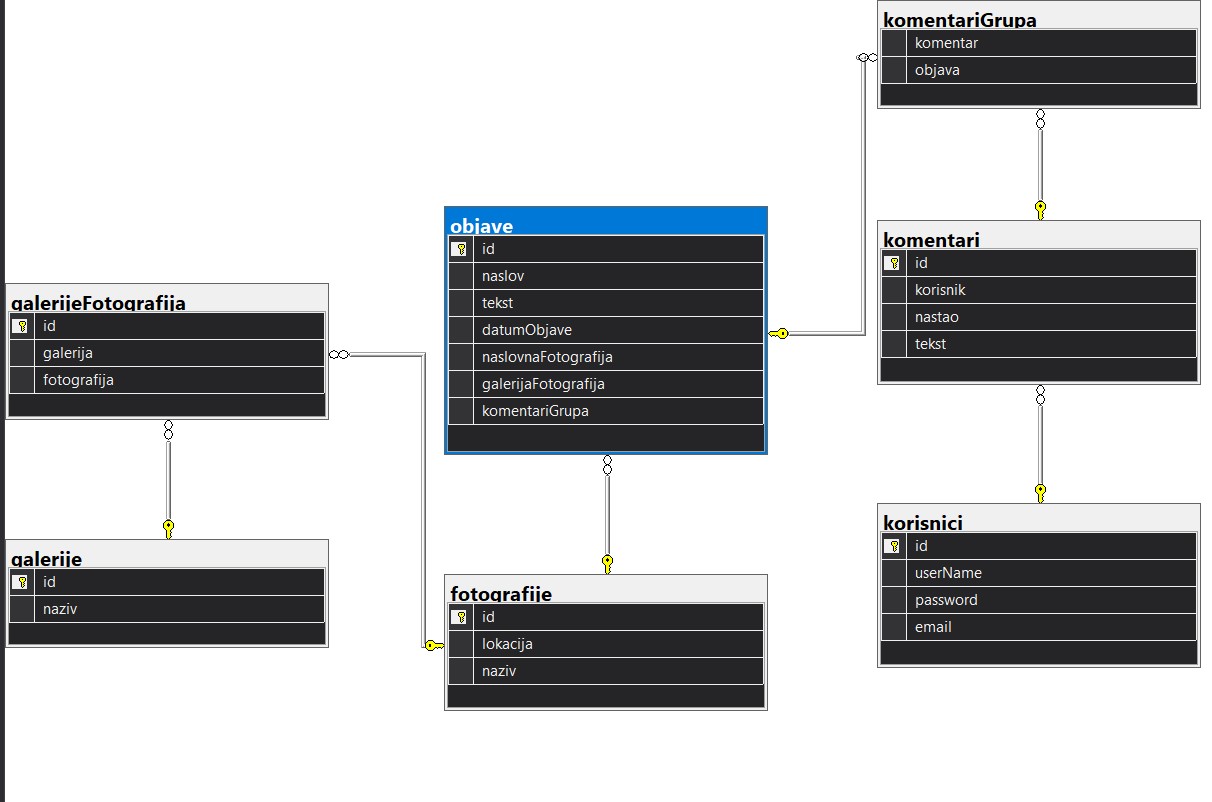 komentariGrupa
komentar
objava
objave
id
naslov
tekst
datumObjave
naslovnaFotografija
galerijaFotografija
komentariGrupa
komentari
id
korisnik
nastao
tekst
galerijeFotografija
id
galerija
fotografija
galerije
id
naziv
fotografije
id
lokacija
naziv
korisnici
id
userName
password
email